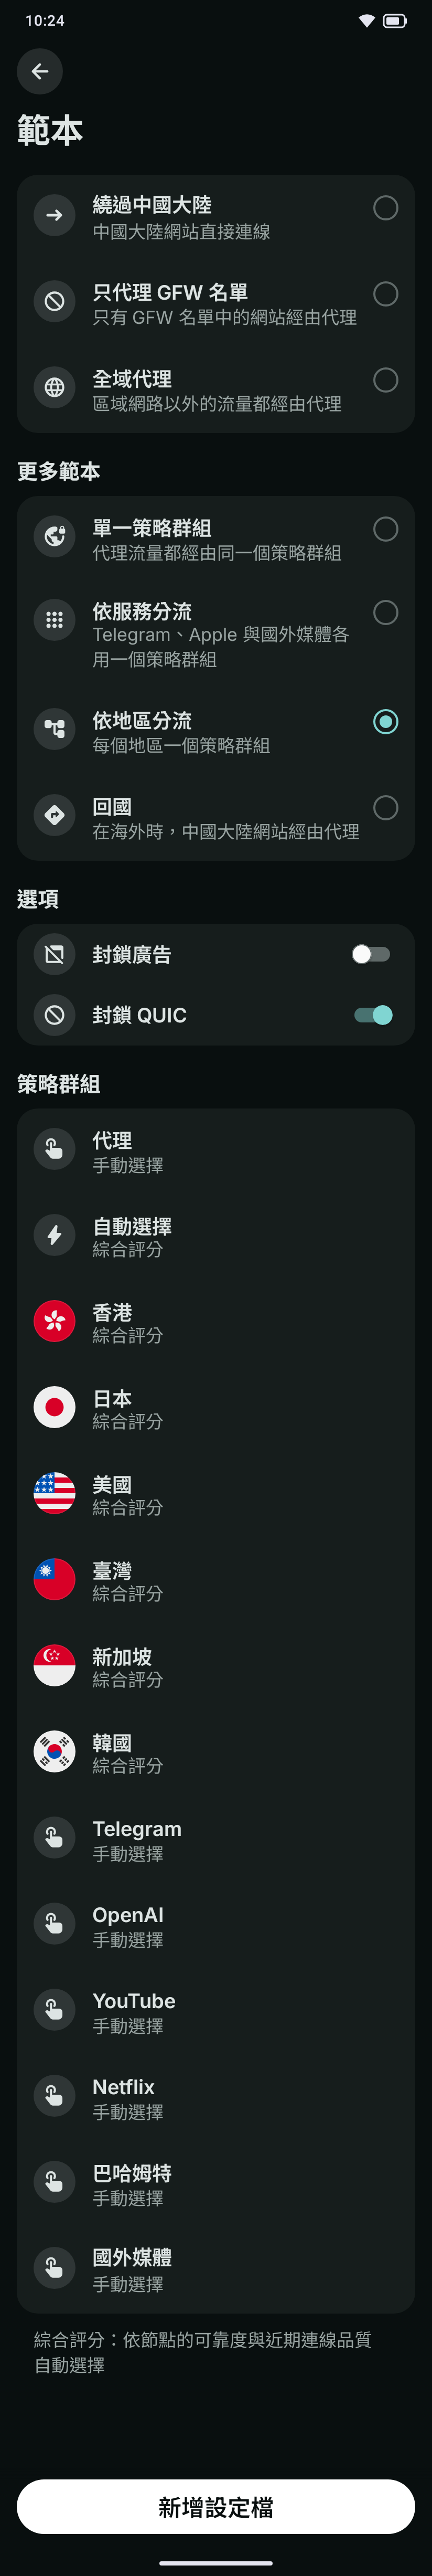 10:24
範本
繞過中國大陸
中國大陸網站直接連線
只代理 GFW 名單
只有 GFW 名單中的網站經由代理
全域代理
區域網路以外的流量都經由代理
更多範本
單一策略群組
代理流量都經由同一個策略群組
依服務分流
Telegram、Apple 與國外媒體各
用一個策略群組
依地區分流
每個地區一個策略群組
回國
在海外時，中國大陸網站經由代理
選項
封鎖廣告
封鎖 QUIC
策略群組
代理
手動選擇
自動選擇
綜合評分
香港
綜合評分
日本
綜合評分
美國
綜合評分
臺灣
綜合評分
新加坡
綜合評分
韓國
綜合評分
Telegram
手動選擇
OpenAI
手動選擇
YouTube
手動選擇
Netflix
手動選擇
巴哈姆特
手動選擇
國外媒體
手動選擇
綜合評分：依節點的可靠度與近期連線品質
自動選擇
新增設定檔